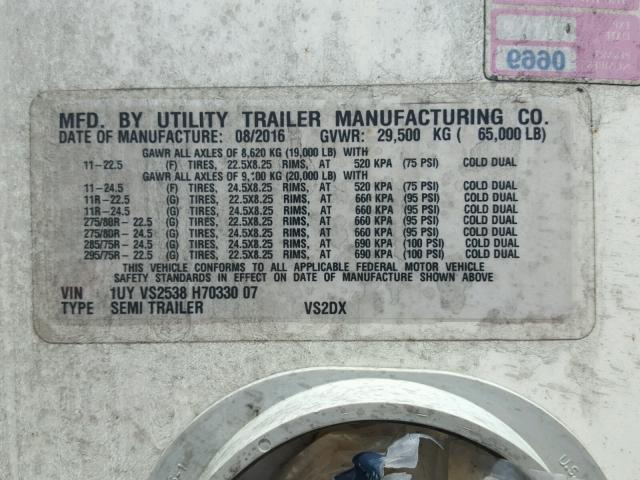 0669
MFD. BY UTILITY TRAILER MANUFACTURING CO.
DATE OF MANUFACTURE: 08/2016 GVWR: 29,500 KG ( 65,000 LB)
GAWR ALL AXLES OF 8,620 KG (19,000 LB) WITH
11-22.5 (F) TIRES, 22.5X8.25 RIMS, AT 520 KPA (75 PSI) COLD DUAL
GAWR ALL AXLES OF 9,100 KG (20,000 LB) WITH
11-24.5 (F) TIRES, 24.5X8.25 RIMS, AT 520 KPA (75 PSI) COLD DUAL
11R-22.5 (G) TIRES, 22.5X8.25 RIMS, AT 660 KPA (95 PSI) COLD DUAL
11R-24.5 (G) TIRES, 24.5X8.25 RIMS, AT 660 KPA (95 PSI) COLD DUAL
275/80R-22.5 (G) TIRES, 22.5X8.25 RIMS, AT 660 KPA (95 PSI) COLD DUAL
275/80R-24.5 (G) TIRES, 24.5X8.25 RIMS, AT 660 KPA (95 PSI) COLD DUAL
285/75R-24.5 (G) TIRES, 24.5X8.25 RIMS, AT 690 KPA (100 PSI) COLD DUAL
295/75R-22.5 (G) TIRES, 22.5X8.25 RIMS, AT 690 KPA (100 PSI) COLD DUAL
THIS VEHICLE CONFORMS TO ALL APPLICABLE FEDERAL MOTOR VEHICLE
SAFETY STANDARDS IN EFFECT ON DATE OF MANUFACTURE SHOWN ABOVE
VIN 1UY VS2538 H70330 07
TYPE SEMI TRAILER VS2DX
U.S.